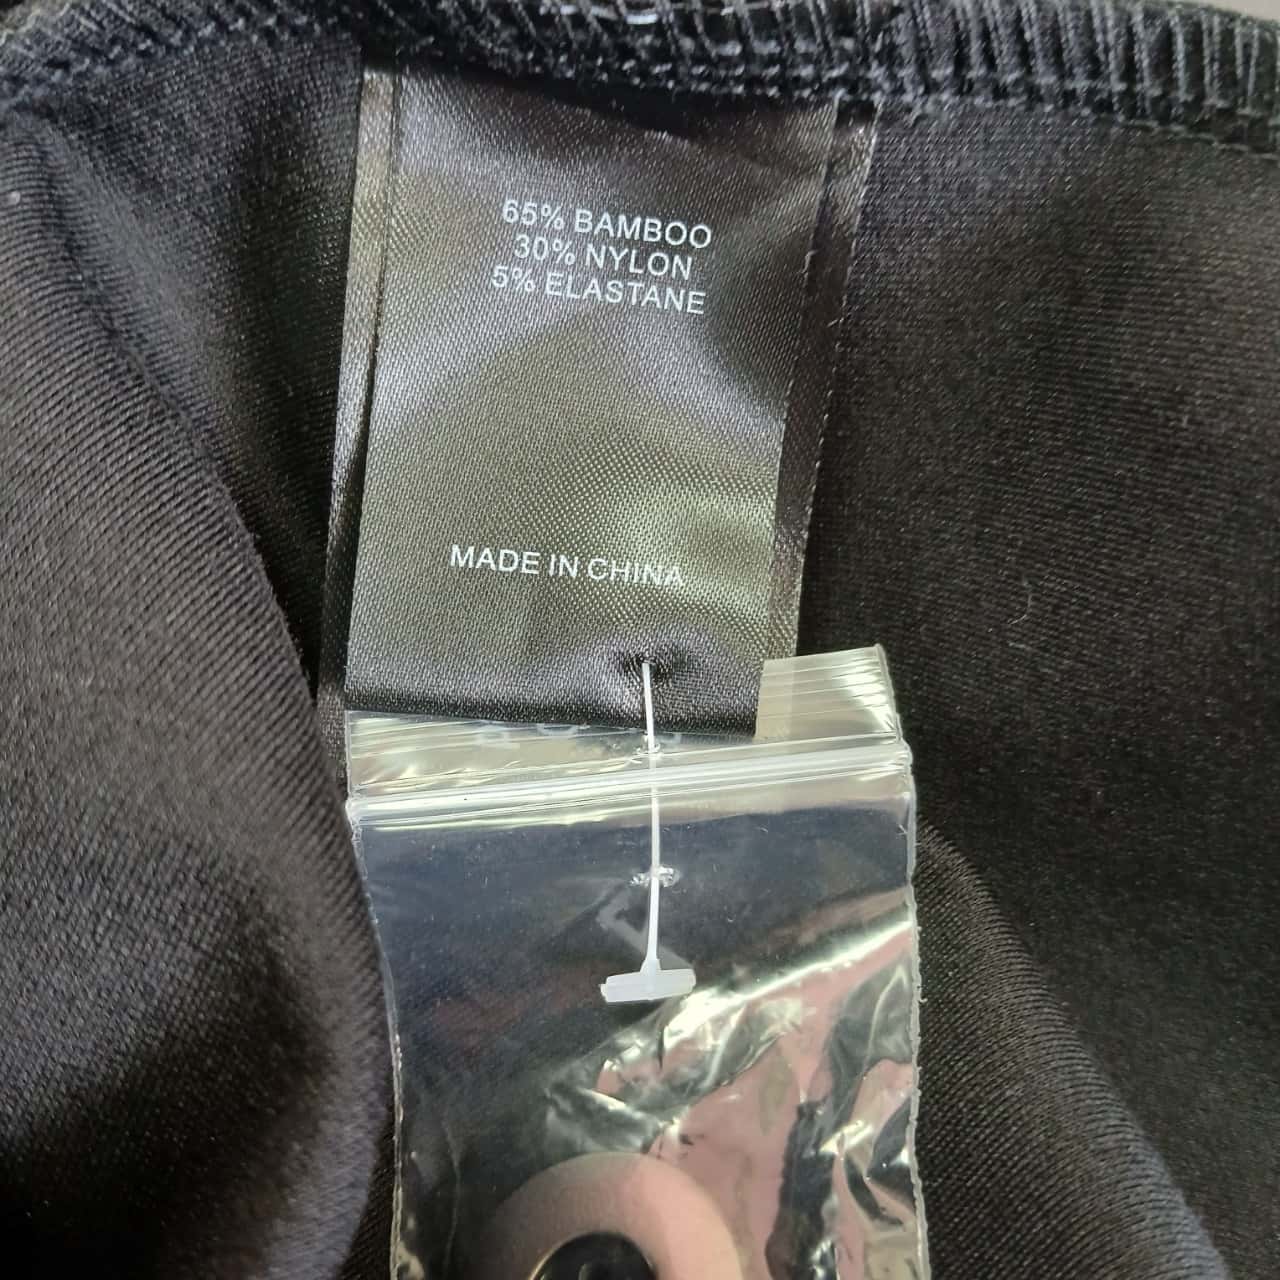 65% BAMBOO
30% NYLON
5% ELASTANE
MADE IN CHINA